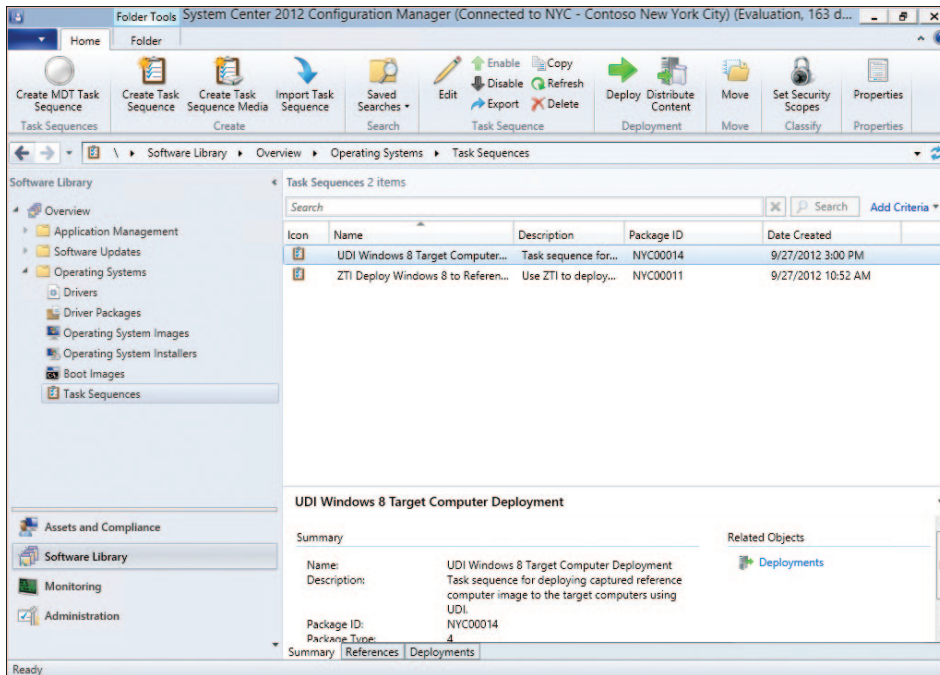 Folder Tools System Center 2012 Configuration Manager (Connected to NYC - Contoso New York City) (Evaluation, 163 d...
Home Folder
Create MDT Task Sequence
Task Sequences
Create Task Sequence
Create Task Sequence Media
Import Task Sequence
Create
Saved Searches
Search
Edit
Enable
Disable
Export
Copy
Refresh
Delete
Task Sequence
Deploy
Distribute Content
Deployment
Move
Move
Set Security Scopes
Classify
Properties
Properties
\ Software Library Overview Operating Systems Task Sequences
Software Library
Overview
Application Management
Software Updates
Operating Systems
Drivers
Driver Packages
Operating System Images
Operating System Installers
Boot Images
Task Sequences
Assets and Compliance
Software Library
Monitoring
Administration
Task Sequences 2 items
Search Search Add Criteria
Icon Name Description Package ID Date Created
UDI Windows 8 Target Computer... Task sequence for... NYC00014 9/27/2012 3:00 PM
ZTI Deploy Windows 8 to Referen... Use ZTI to deploy... NYC00011 9/27/2012 10:52 AM
UDI Windows 8 Target Computer Deployment
Summary
Name: UDI Windows 8 Target Computer Deployment
Description: Task sequence for deploying captured reference
computer image to the target computers using
UDI.
Package ID: NYC00014
Package Type: 4
Related Objects
Deployments
Summary References Deployments
Ready